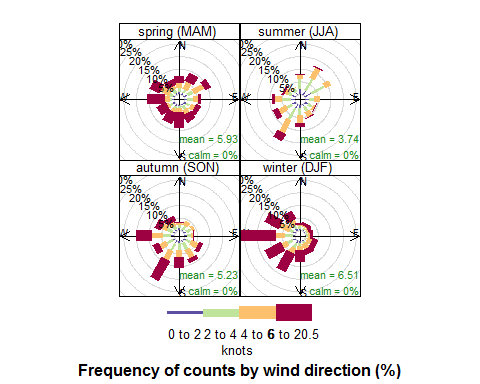 spring (MAM)
summer (JJA)
N
N
25%
20%
15%
10%
5%
25%
20%
15%
10%
5%
E
E
mean = 5.93
calm = 0%
mean = 3.74
calm = 0%
autumn (SON)
winter (DJF)
N
N
25%
20%
15%
10%
5%
25%
20%
15%
10%
5%
E
E
mean = 5.23
calm = 0%
mean = 6.51
calm = 0%
0 to 2 2 to 4 4 to 6 6 to 20.5
knots
Frequency of counts by wind direction (%)